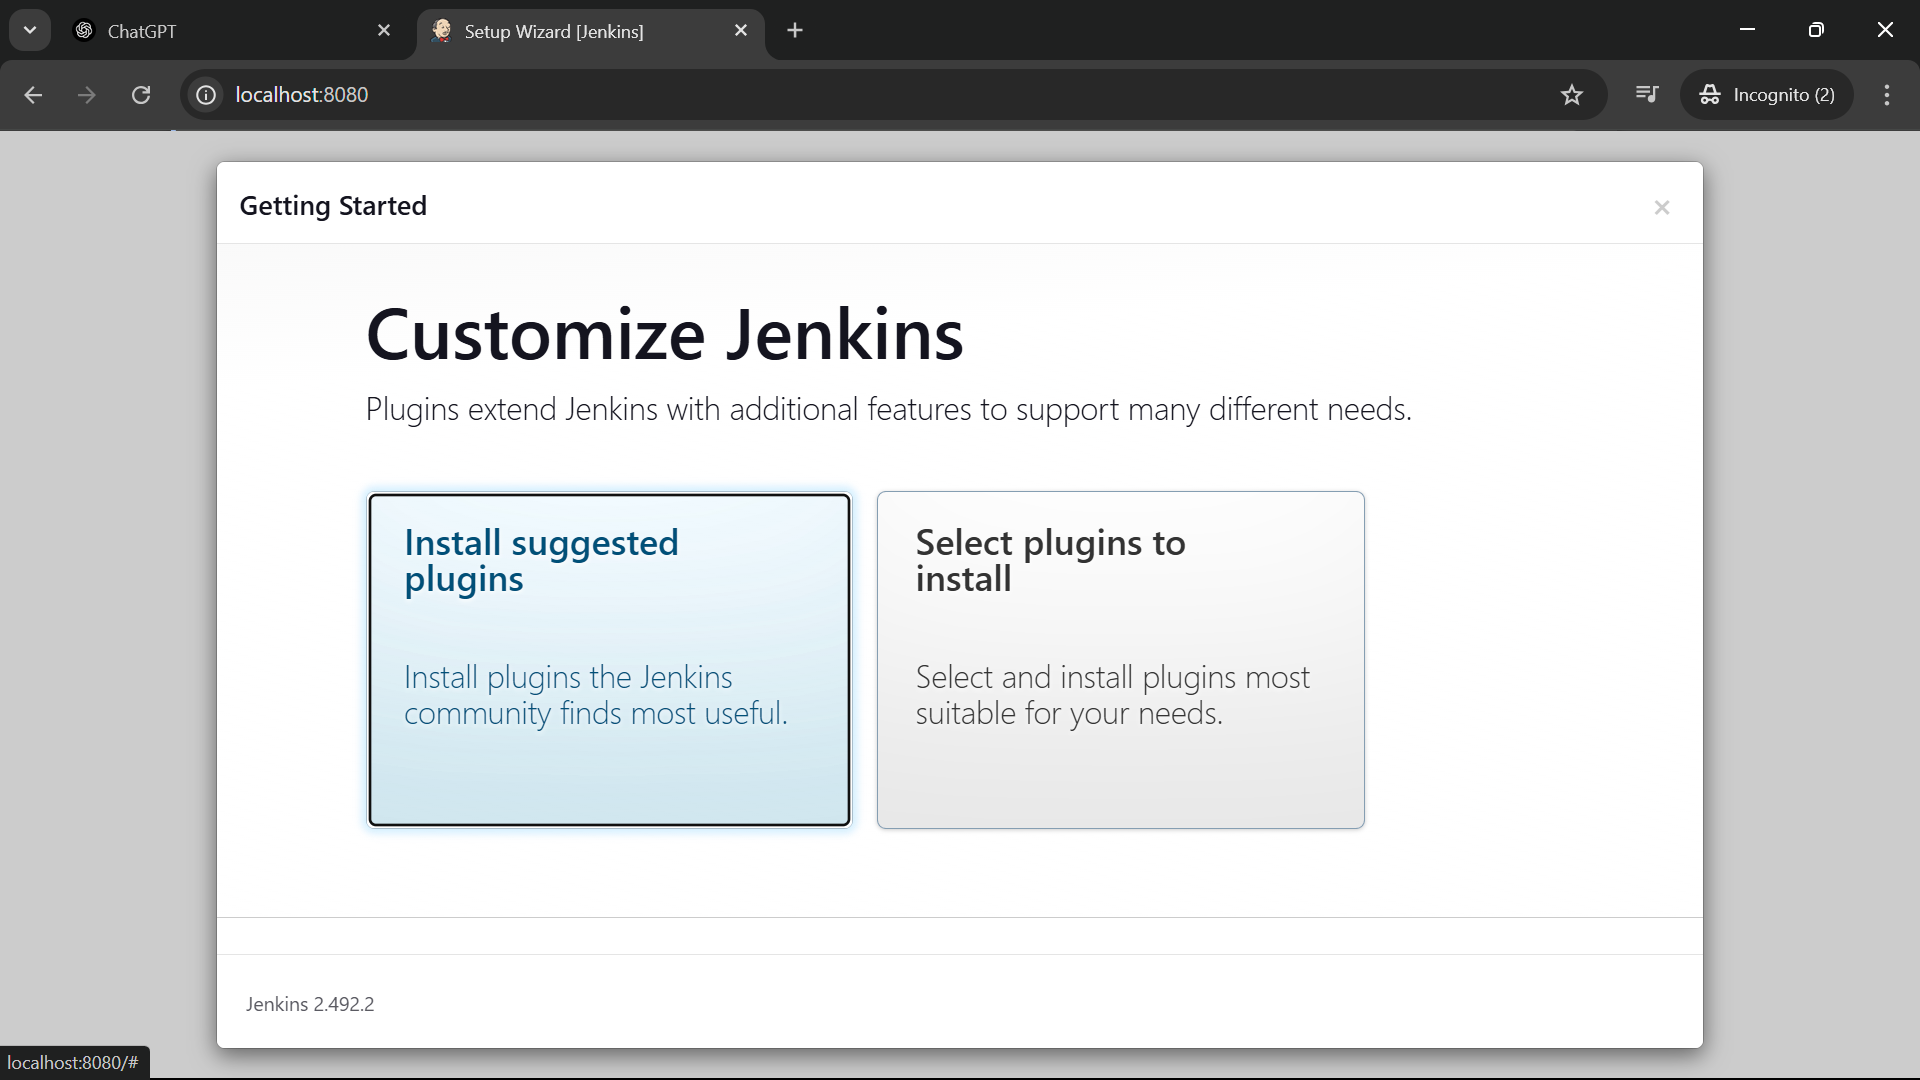 ChatGPT
Setup Wizard [Jenkins]
localhost:8080
Incognito (2)
Getting Started
Customize Jenkins
Plugins extend Jenkins with additional features to support many different needs.
Install suggested
plugins
Install plugins the Jenkins
community finds most useful.
Select plugins to
install
Select and install plugins most
suitable for your needs.
Jenkins 2.492.2
localhost:8080/#